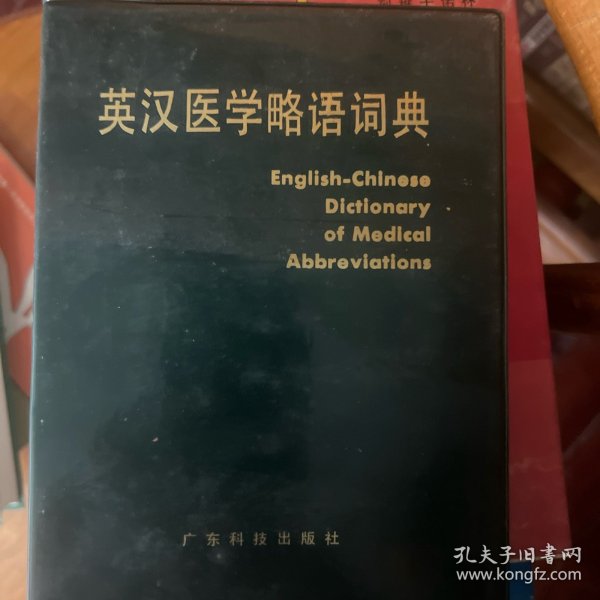 英汉医学略语词典
English-Chinese
Dictionary
of Medical
Abbreviations
广东科技出版社
孔夫子旧书网
www.kongfz.com